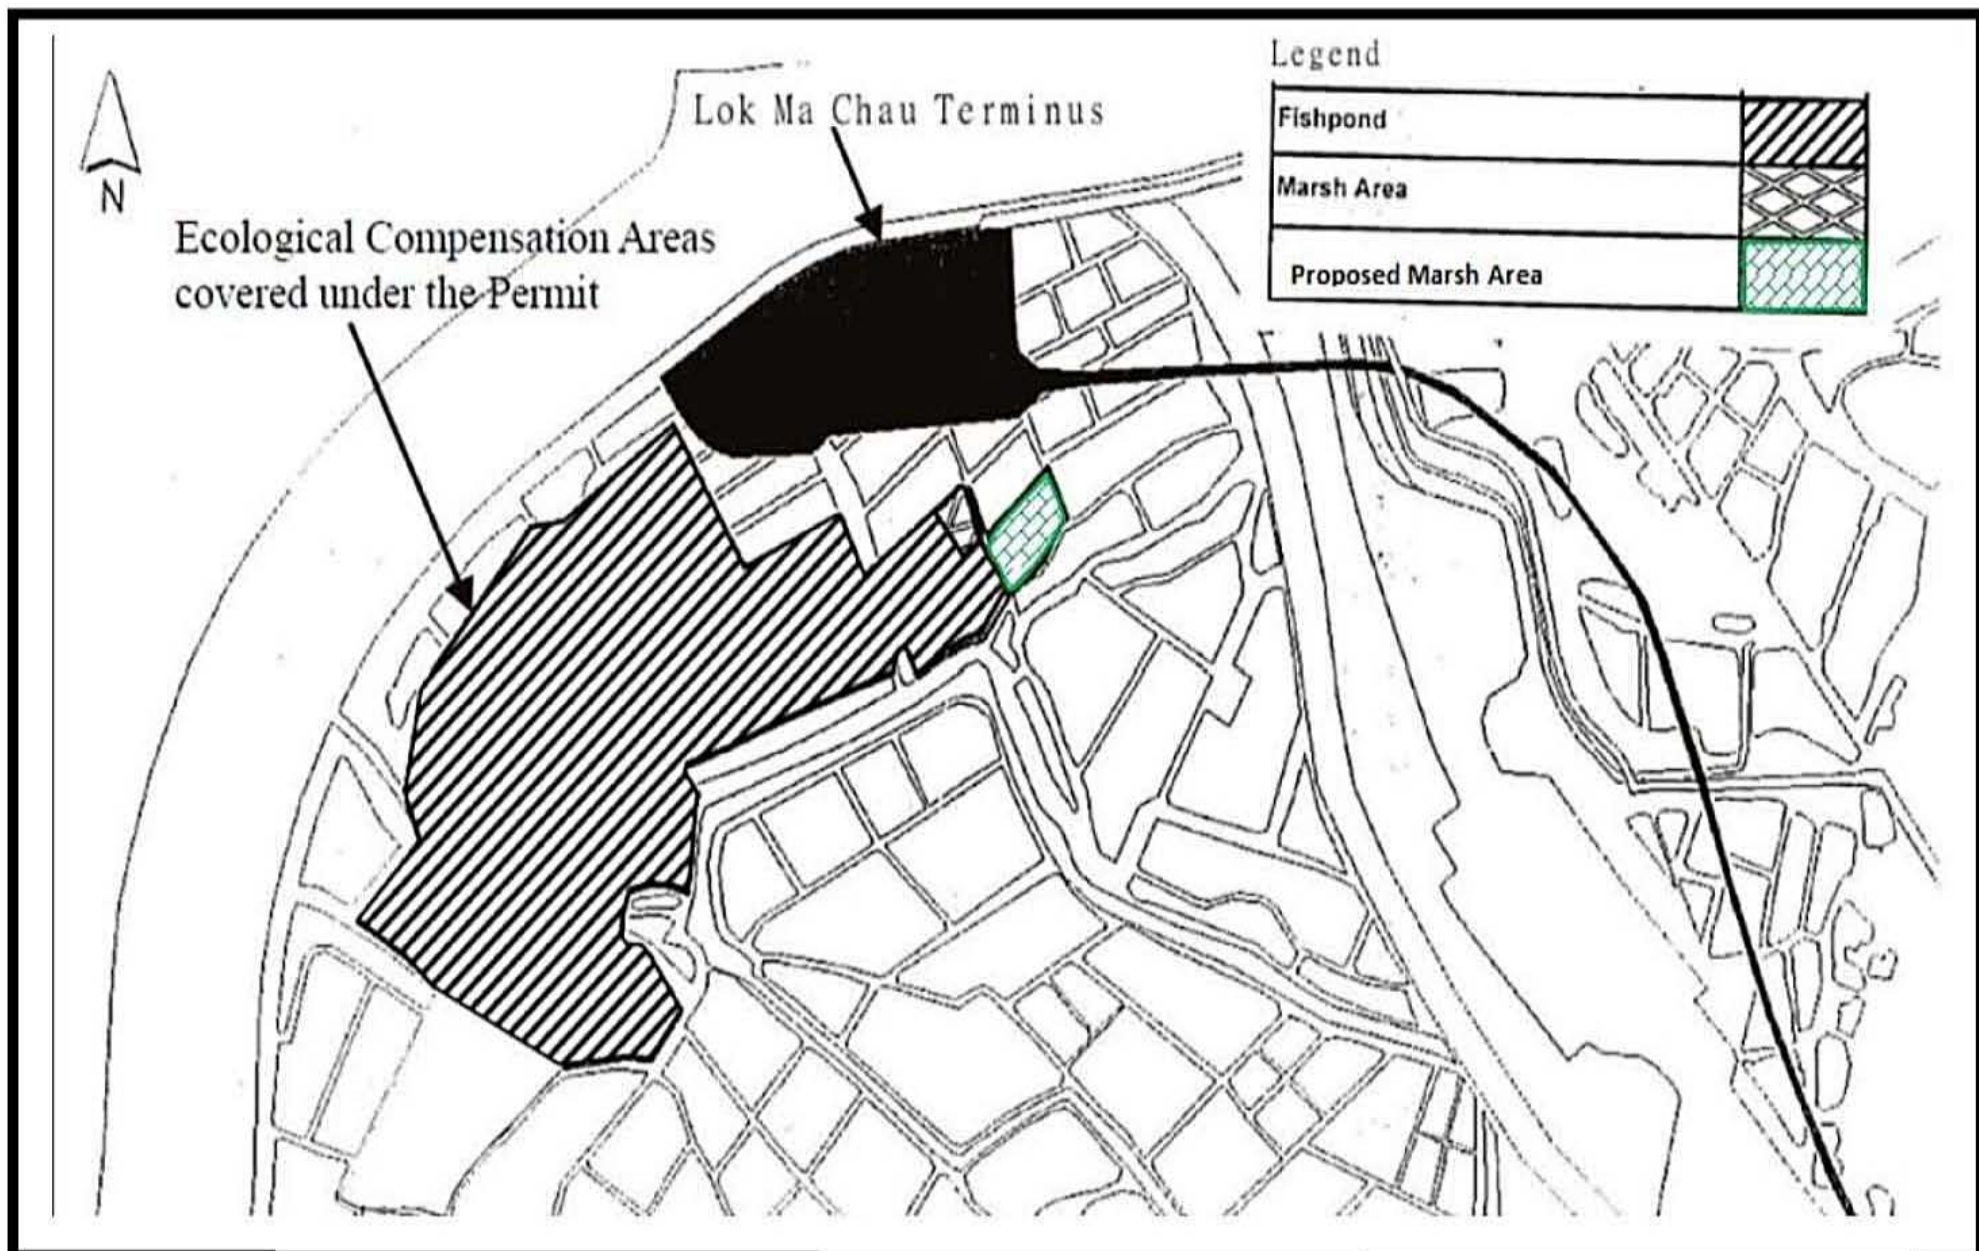 Legend
Lok Ma Chau Terminus
Fishpond
Marsh Area
N
Ecological Compensation Areas
covered under the Permit
Proposed Marsh Area